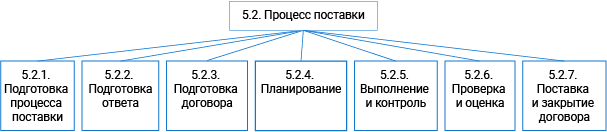 5.2. Процесс поставки
5.2.1.
Подготовка
процесса
поставки
5.2.2.
Подготовка
ответа
5.2.3.
Подготовка
договора
5.2.4.
Планирование
5.2.5.
Выполнение
и контроль
5.2.6.
Проверка
и оценка
5.2.7.
Поставка
и закрытие
договора